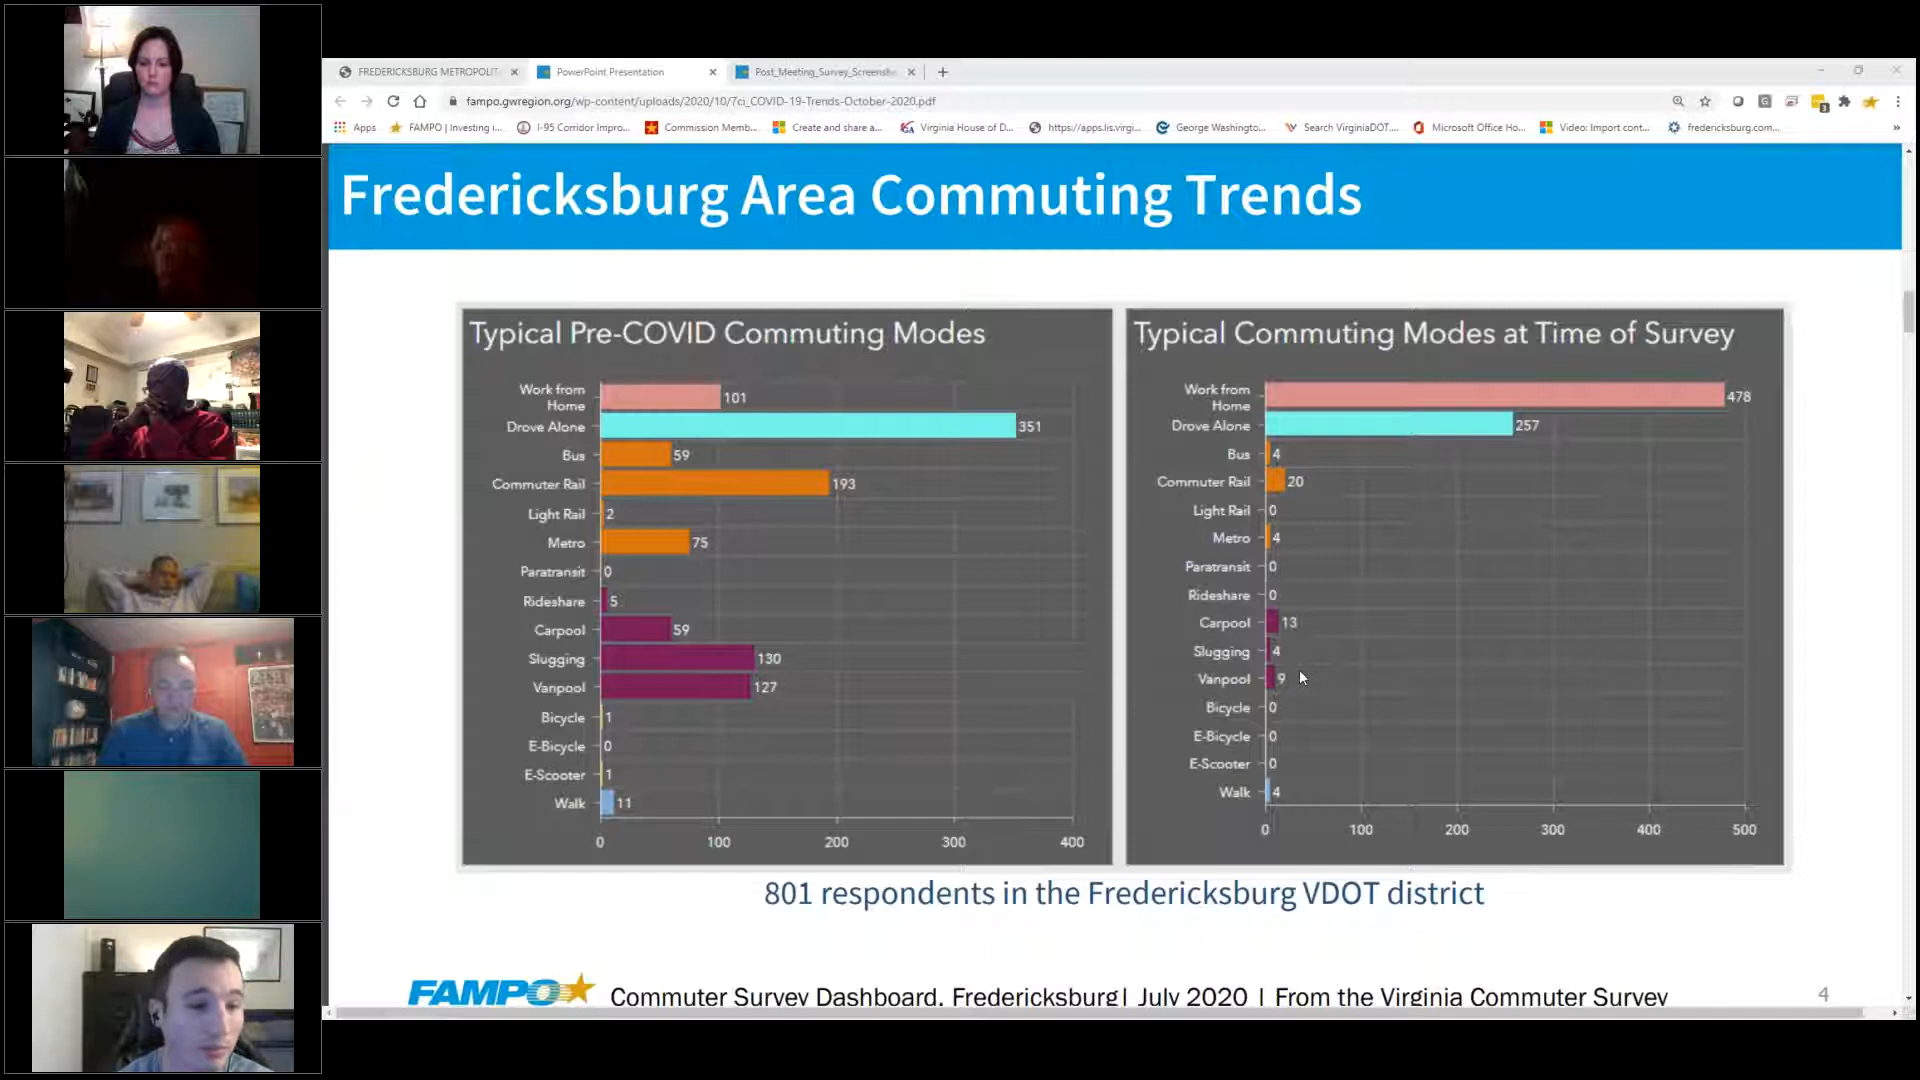 FREDERICKSBURG METROPOLIT
PowerPoint Presentation
Post_Meeting_Survey_Screensh
fampo.gwregion.org/wp-content/uploads/2020/10/7ci_COVID-19-Trends-October-2020.pdf
Apps
FAMPO | Investing i...
I-95 Corridor Impro...
Commission Memb...
Create and share a...
Virginia House of D...
https://apps.lis.virgi...
George Washingto...
Search VirginiaDOT....
Microsoft Office Ho...
Video: Import cont...
fredericksburg.com...
Fredericksburg Area Commuting Trends
Typical Pre-COVID Commuting Modes
Work from
Home 101
Drove Alone 351
Bus 59
Commuter Rail 193
Light Rail 2
Metro 75
Paratransit 0
Rideshare 5
Carpool 59
Slugging 130
Vanpool 127
Bicycle 1
E-Bicycle 0
E-Scooter 1
Walk 11
0 100 200 300 400
Typical Commuting Modes at Time of Survey
Work from
Home 478
Drove Alone 257
Bus 4
Commuter Rail 20
Light Rail 0
Metro 4
Paratransit 0
Rideshare 0
Carpool 13
Slugging 4
Vanpool 9
Bicycle 0
E-Bicycle 0
E-Scooter 0
Walk 4
0 100 200 300 400 500
801 respondents in the Fredericksburg VDOT district
FAMPO
Commuter Survey Dashboard. Fredericksburg| July 2020 | From the Virginia Commuter Survey
4